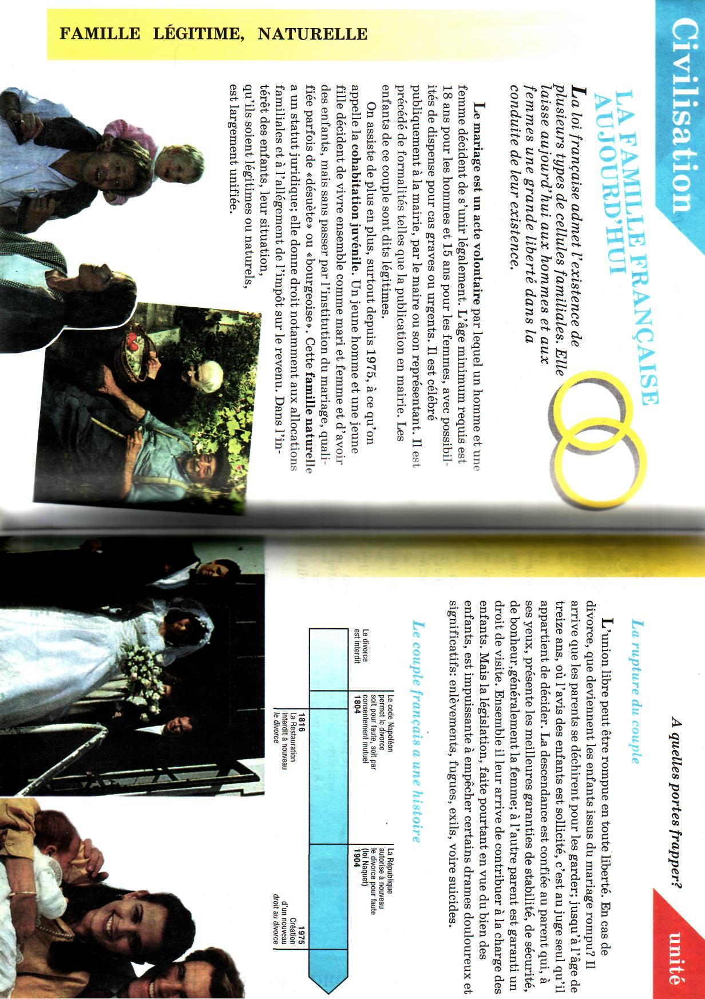 Civilisation
LA FAMILLE FRANÇAISE
AUJOURD'HUI
La loi française admet l'existence de
plusieurs types de cellules familiales. Elle
laisse aujourd'hui aux hommes et aux
femmes une grande liberté dans la
conduite de leur existence.
FAMILLE LÉGITIME, NATURELLE
Le mariage est un acte volontaire par lequel un homme et une
femme décident de s'unir légalement. L'âge minimum requis est
18 ans pour les hommes et 15 ans pour les femmes, avec possibil-
ités de dispense pour cas graves ou urgents. Il est célébré
publiquement à la mairie, par le maire ou son représentant. Il est
précédé de formalités telles que la publication en mairie. Les
enfants de ce couple sont dits légitimes.
On assiste de plus en plus, surtout depuis 1975, à ce qu'on
appelle la cohabitation juvénile. Un jeune homme et une jeune
fille décident de vivre ensemble comme mari et femme et d'avoir
des enfants, mais sans passer par l'institution du mariage, quali-
fiée parfois de «désuète» ou «bourgeoise». Cette famille naturelle
a un statut juridique; elle donne droit notamment aux allocations
familiales et à l'allégement de l'impôt sur le revenu. Dans l'in-
térêt des enfants, leur situation,
qu'ils soient légitimes ou naturels,
est largement unifiée.
A quelles portes frapper?
unité
La rupture du couple
L'union libre peut être rompue en toute liberté. En cas de
divorce, que deviennent les enfants issus du mariage rompu? Il
arrive que les parents se déchirent pour les garder; jusqu'à l'âge de
treize ans, où l'avis des enfants est sollicité, c'est au juge seul qu'il
appartient de décider. La descendance est confiée au parent qui, à
ses yeux, présente les meilleures garanties de stabilité, de sécurité,
de bonheur,généralement la femme; à l'autre parent est garanti un
droit de visite. Ensemble il leur arrive de contribuer à la charge des
enfants. Mais la législation, faite pourtant en vue du bien des
enfants, est impuissante à empêcher certains drames douloureux et
significatifs: enlèvements, fugues, exils, voire suicides.
Le couple français a une histoire
Le divorce
est interdit
Le code Napoléon
permet le divorce
soit pour faute, soit par
consentement mutuel
1804
La République
autorise à nouveau
le divorce pour faute
(loi Naquet)
1904
1816
La Restauration
interdit à nouveau
le divorce
1975
Création
d'un nouveau
droit au divorce